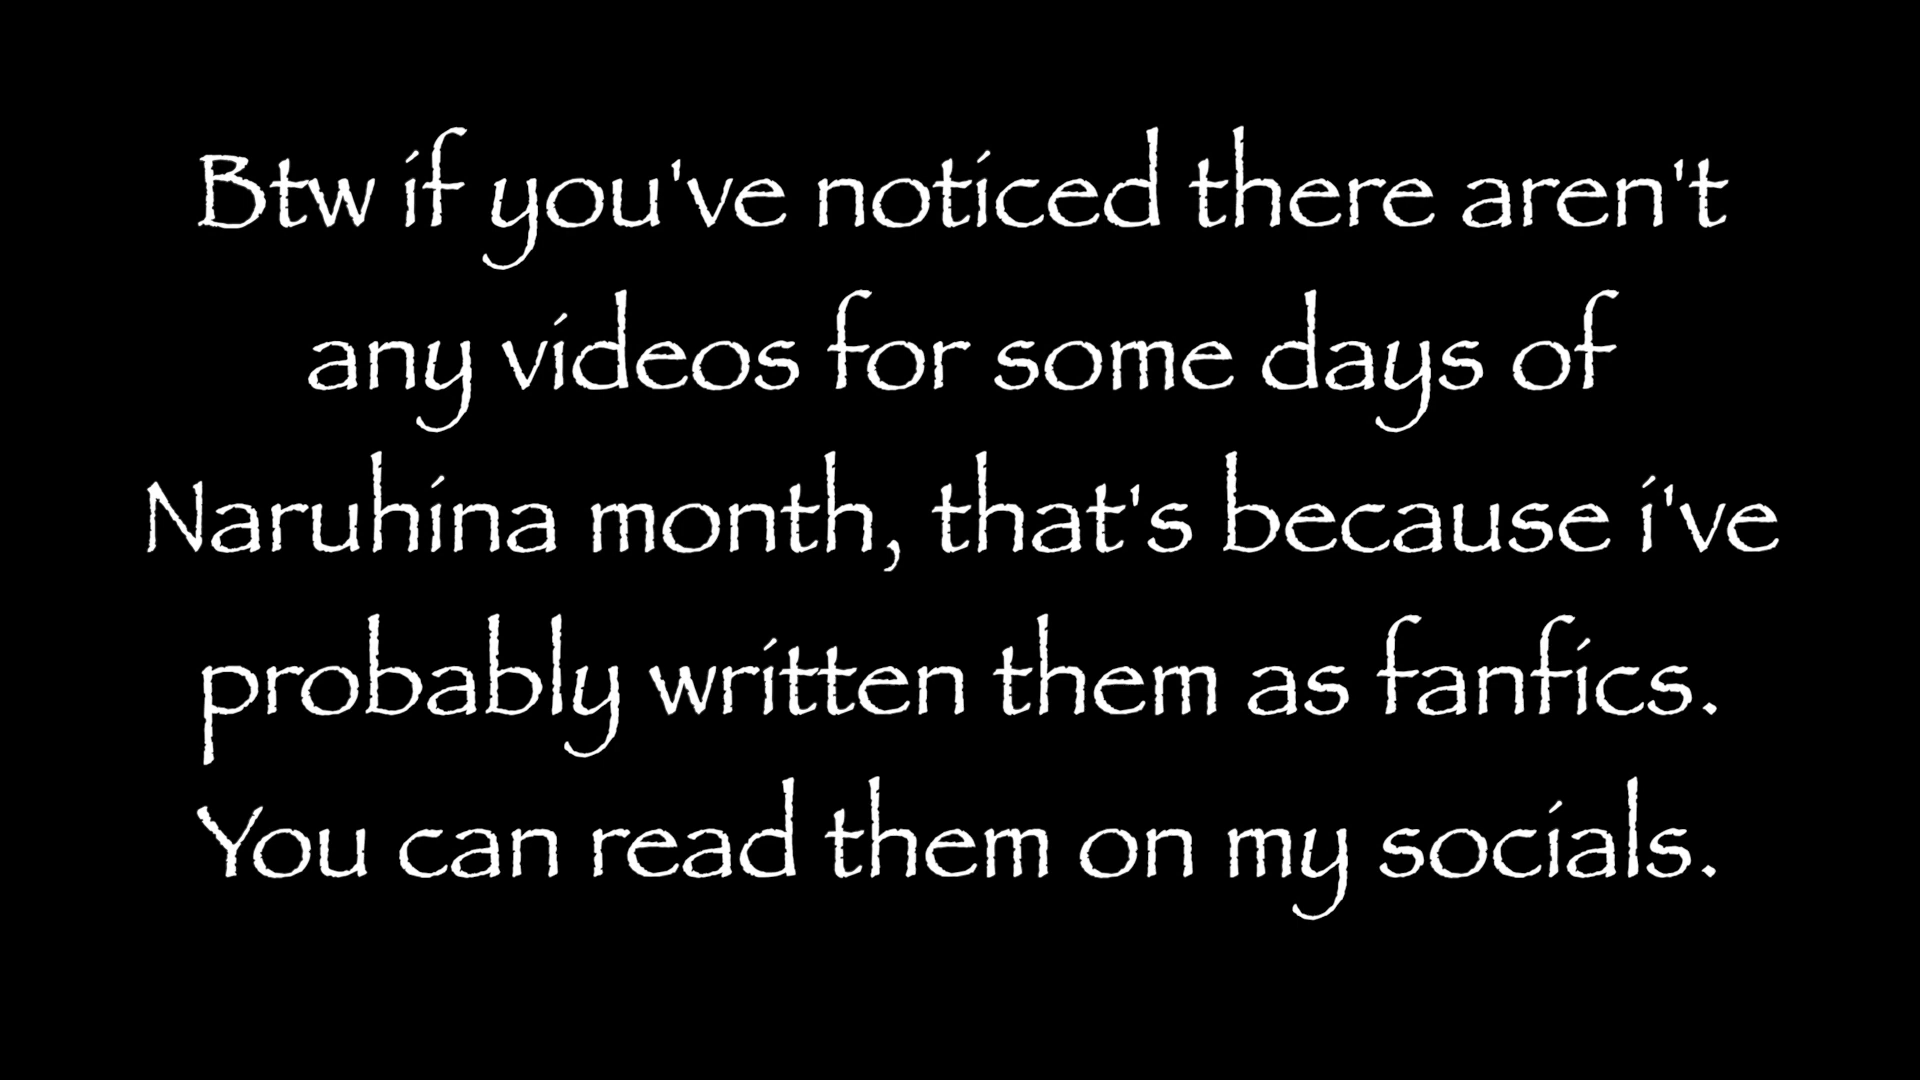 Btw if you've noticed there aren't
any videos for some days of
Naruhina month, that's because i've
probably written them as fanfics.
You can read them on my socials.